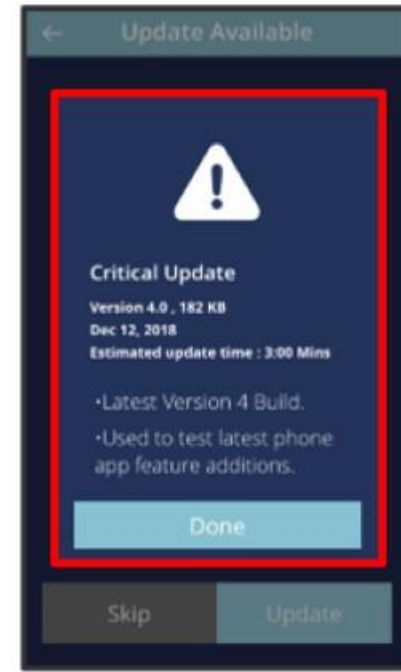 ← Update Available
!
Critical Update
Version 4.0 , 182 KB
Dec 12, 2018
Estimated update time : 3:00 Mins
•Latest Version 4 Build.
•Used to test latest phone
app feature additions.
Done
Skip Update